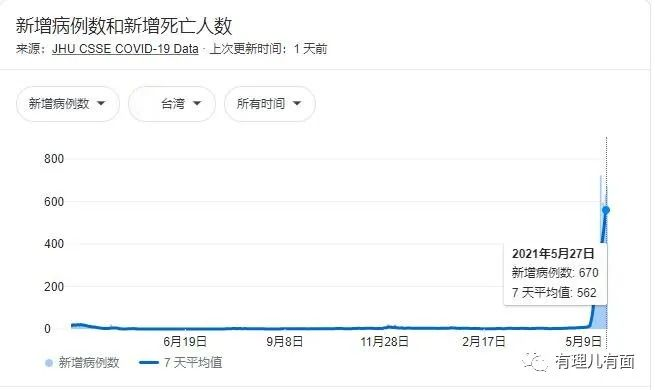 新增病例数和新增死亡人数
来源：JHU CSSE COVID-19 Data · 上次更新时间：1 天前
新增病例数 台湾 所有时间
800
600
400
200
0
2021年5月27日
新增病例数: 670
7 天平均值: 562
6月19日 9月8日 11月28日 2月17日 5月9日
新增病例数 7 天平均值
有理儿有面